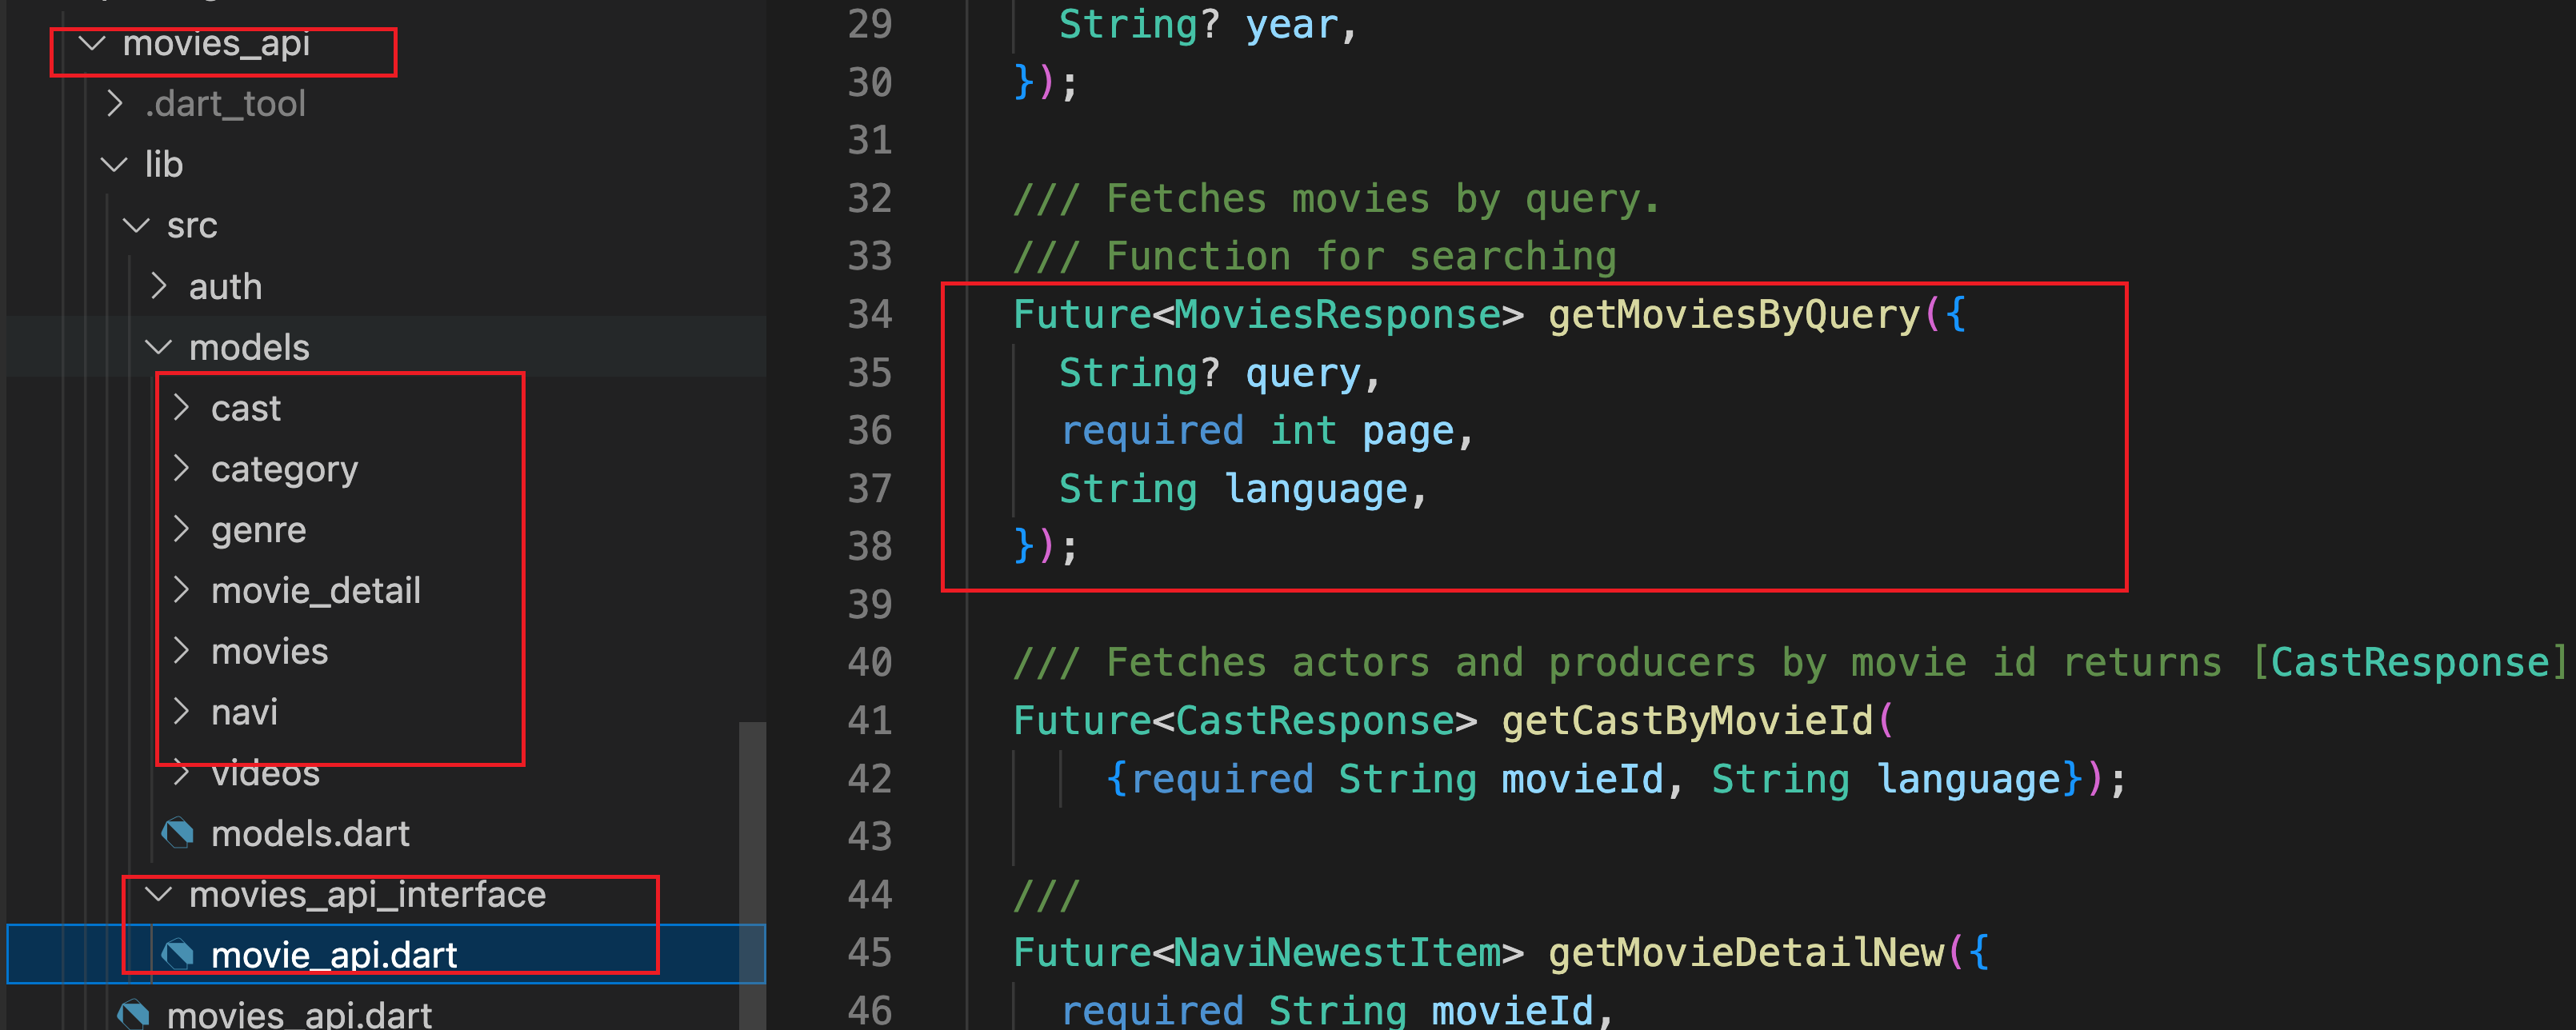 movies_api
.dart_tool
lib
src
auth
models
cast
category
genre
movie_detail
movies
navi
videos
models.dart
movies_api_interface
movie_api.dart
movies_api.dart
29 String? year,
30 });
31
32 /// Fetches movies by query.
33 /// Function for searching
34 Future<MoviesResponse> getMoviesByQuery({
35 String? query,
36 required int page,
37 String language,
38 });
39
40 /// Fetches actors and producers by movie id returns [CastResponse]
41 Future<CastResponse> getCastByMovieId(
42 {required String movieId, String language});
43
44 ///
45 Future<NaviNewestItem> getMovieDetailNew({
46 required String movieId,